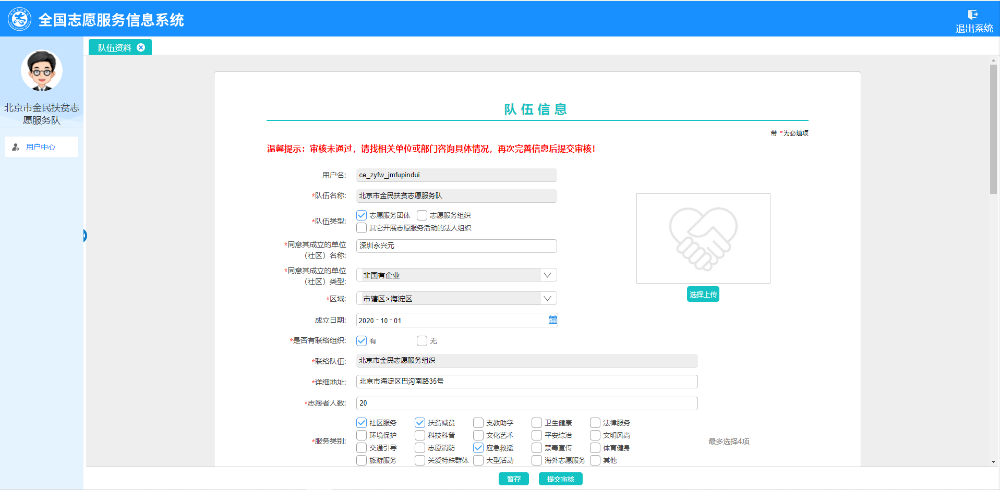 全国志愿服务信息系统
退出系统
队伍资料
北京市金民扶贫志
愿服务队
用户中心
队伍信息
带 *为必填项
温馨提示：审核未通过，请找相关单位或部门咨询具体情况，再次完善信息后提交审核！
用户名: ce_zyfw_jmfupindui
*队伍名称: 北京市金民扶贫志愿服务队
*队伍类型: 志愿服务团体 志愿服务组织
其它开展志愿服务活动的法人组织
*同意其成立的单位（社区）名称: 深圳永兴元
*同意其成立的单位（社区）类型: 非国有企业
*区域: 市辖区>海淀区
选择上传
成立日期: 2020 - 10 - 01
*是否有联络组织: 有 无
*联络队伍: 北京市金民志愿服务组织
*详细地址: 北京市海淀区巴沟南路35号
*志愿者人数: 20
*服务类别: 社区服务 扶贫减贫 支教助学 卫生健康 法律服务
环境保护 科技科普 文化艺术 平安综治 文明风尚
最多选择4项
交通引导 志愿消防 应急救援 禁毒宣传 体育健身
旅游服务 关爱特殊群体 大型活动 海外志愿服务 其他
暂存 提交审核